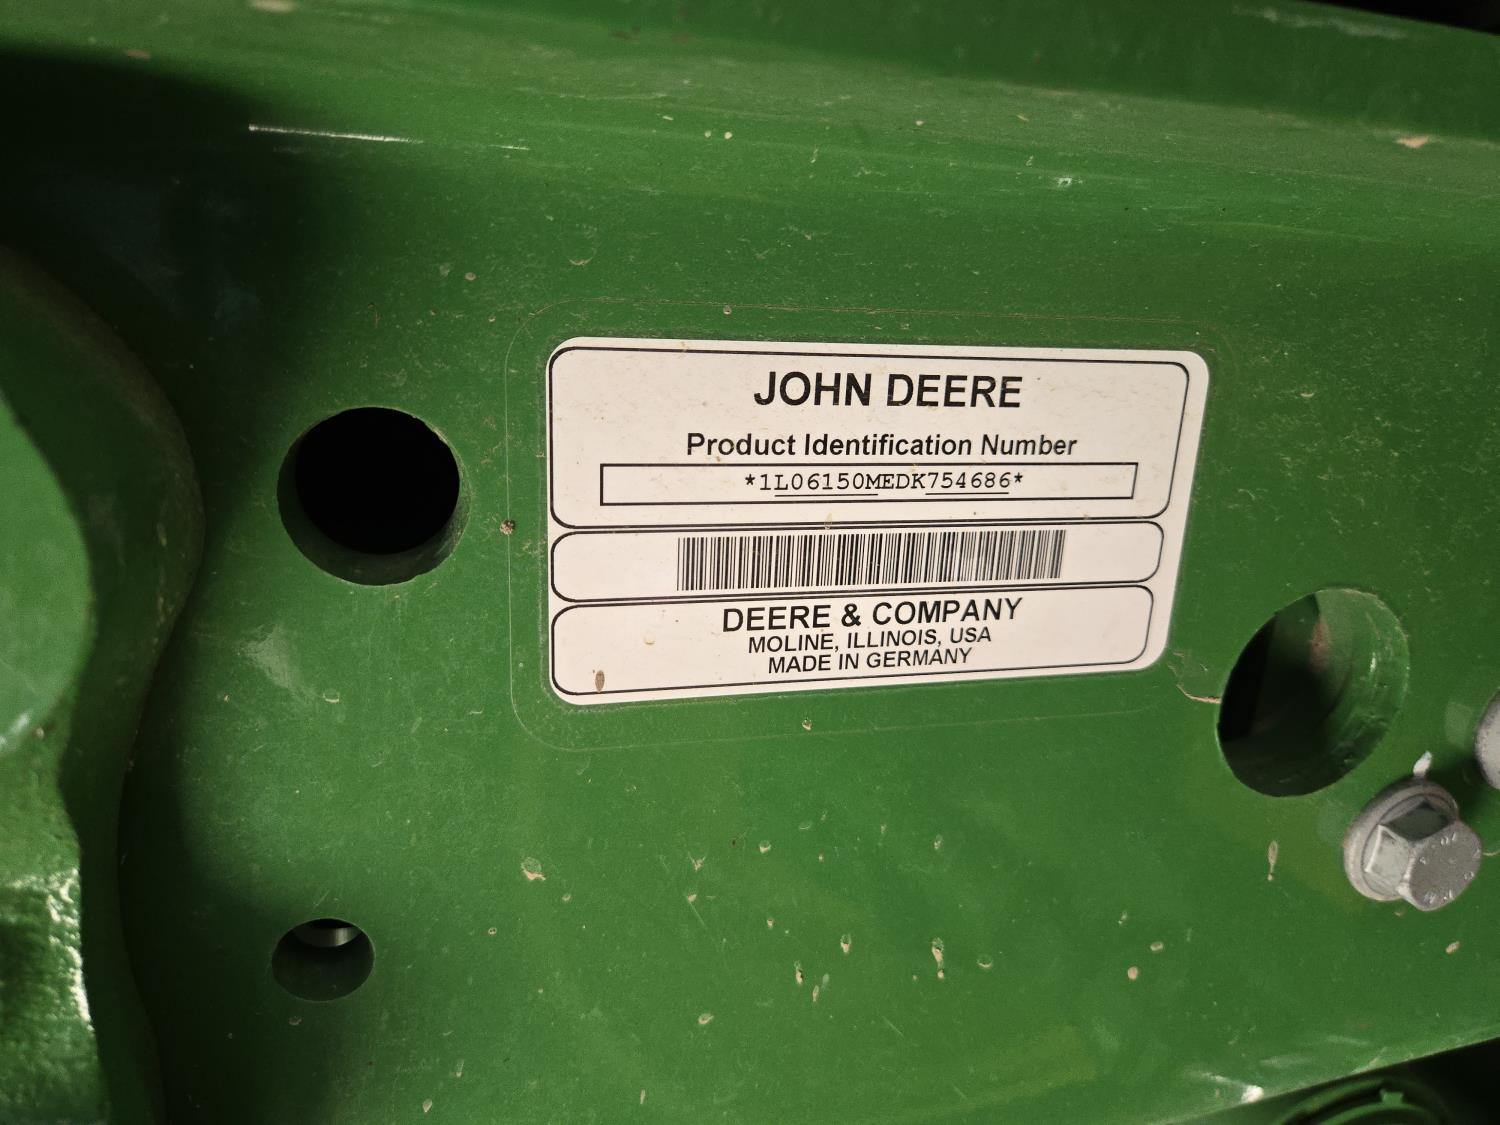 JOHN DEERE
Product Identification Number
*1L06150MEDK754686*
DEERE & COMPANY
MOLINE, ILLINOIS, USA
MADE IN GERMANY